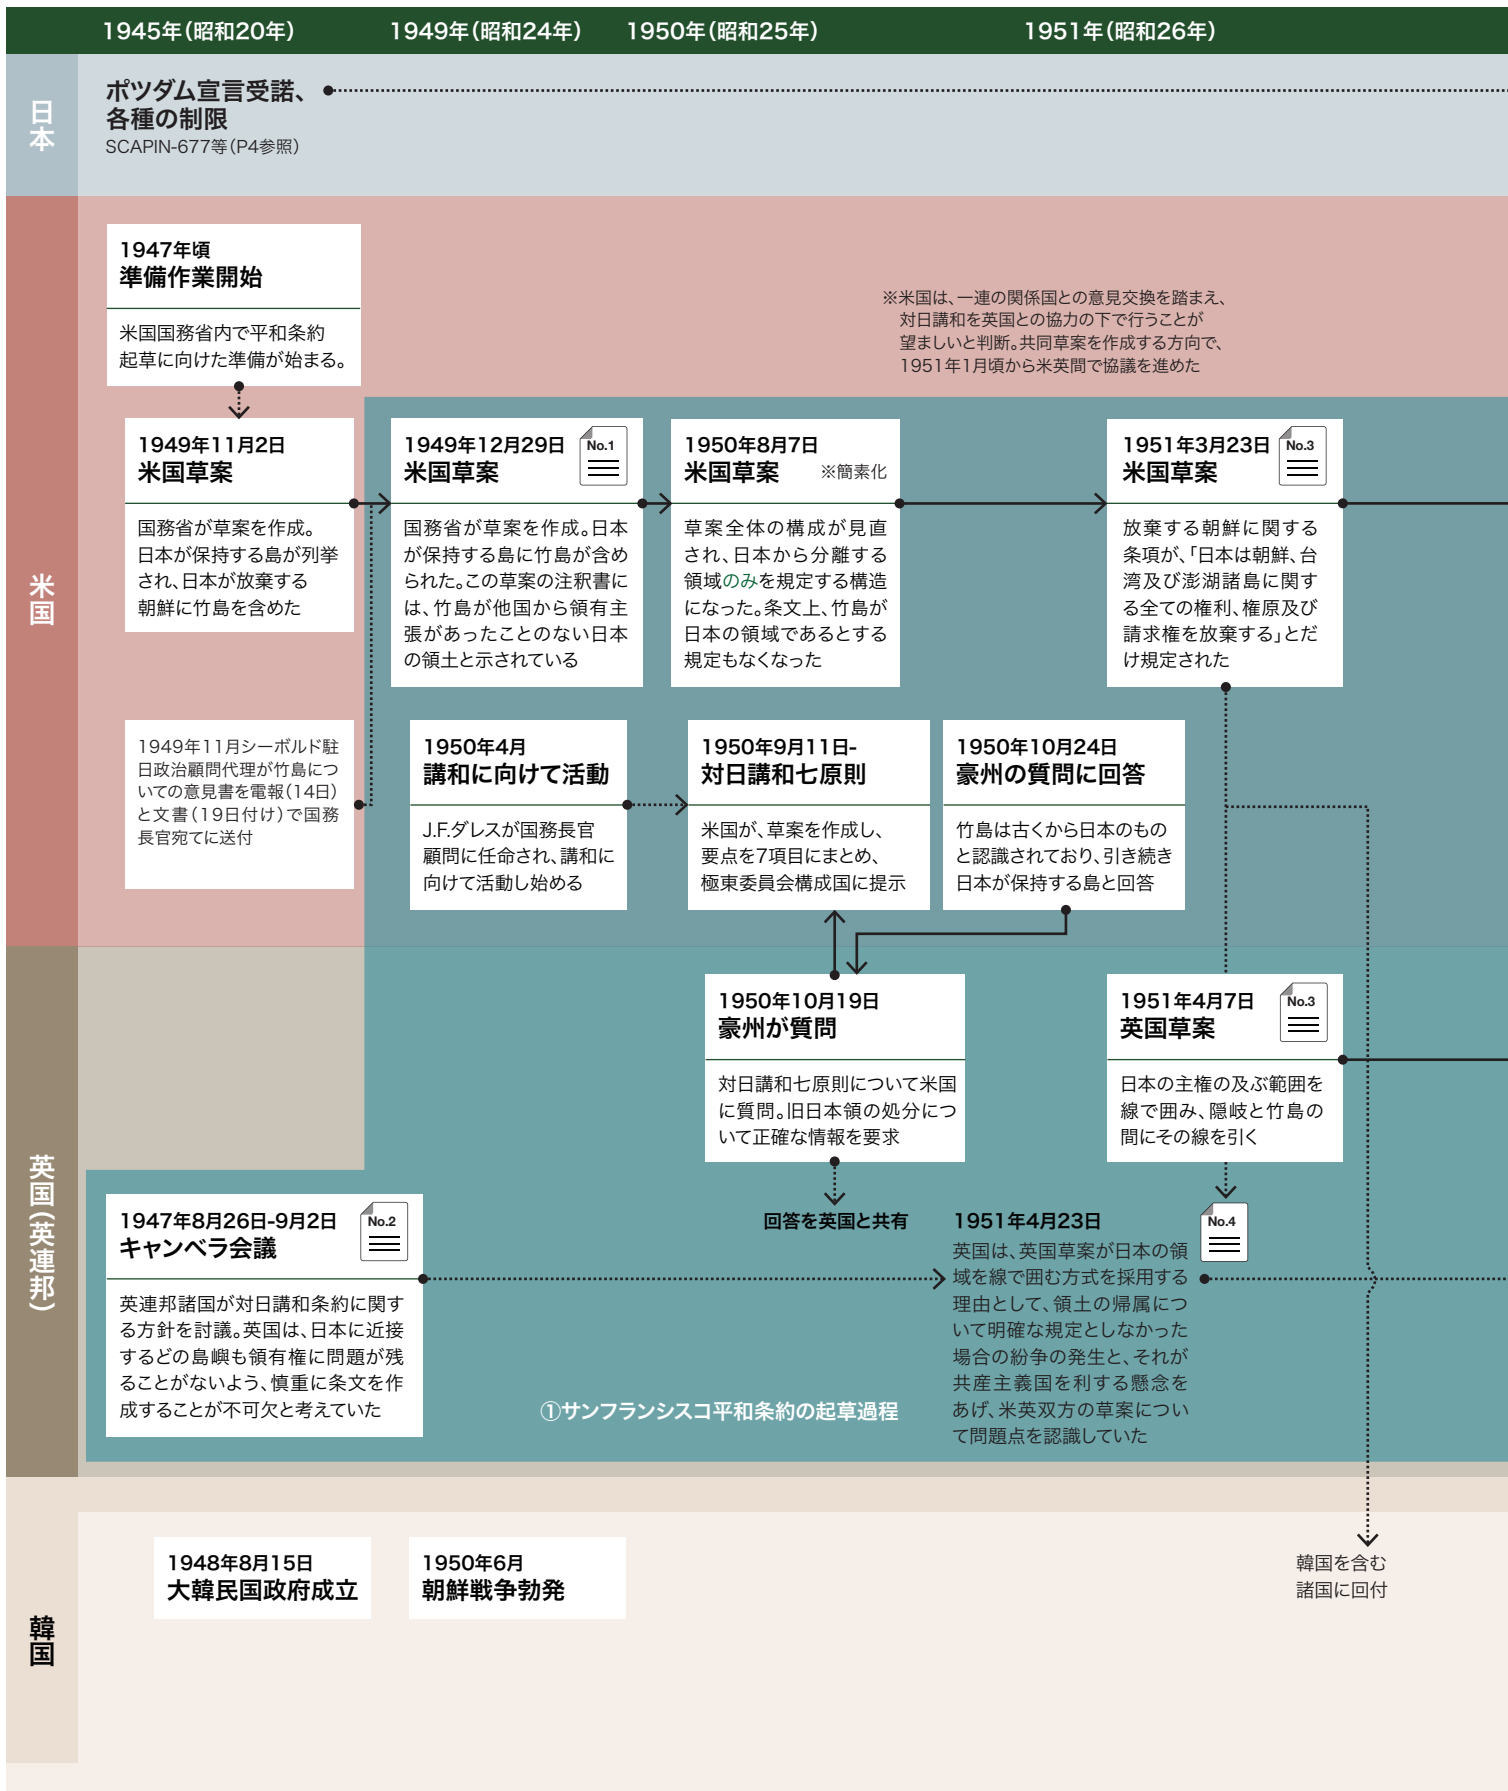 1945年（昭和20年）
1949年（昭和24年）
1950年（昭和25年）
1951年（昭和26年）
日本
ポツダム宣言受諾、
各種の制限
SCAPIN-677等（P4参照）
米国
1947年頃
準備作業開始
米国国務省内で平和条約
起草に向けた準備が始まる。
※米国は、一連の関係国との意見交換を踏まえ、
対日講和を英国との協力の下で行うことが
望ましいと判断。共同草案を作成する方向で、
1951年1月頃から米英間で協議を進めた
1949年11月2日
米国草案
国務省が草案を作成。
日本が保持する島が列挙
され、日本が放棄する
朝鮮に竹島を含めた
1949年12月29日
米国草案
No.1
国務省が草案を作成。日本
が保持する島に竹島が含め
られた。この草案の注釈書に
は、竹島が他国から領有主
張があったことのない日本
の領土と示されている
1950年8月7日
米国草案 ※簡素化
草案全体の構成が見直
され、日本から分離する
領域のみを規定する構造
になった。条文上、竹島が
日本の領域であるとする
規定もなくなった
1951年3月23日
米国草案
No.3
放棄する朝鮮に関する
条項が、「日本は朝鮮、台
湾及び澎湖諸島に関す
る全ての権利、権原及び
請求権を放棄する」とだ
け規定された
1949年11月シーボルド駐
日政治顧問代理が竹島につ
いての意見書を電報（14日）
と文書（19日付け）で国務
長官宛てに送付
1950年4月
講和に向けて活動
J.F.ダレスが国務長官
顧問に任命され、講和に
向けて活動し始める
1950年9月11日-
対日講和七原則
米国が、草案を作成し、
要点を7項目にまとめ、
極東委員会構成国に提示
1950年10月24日
豪州の質問に回答
竹島は古くから日本のもの
と認識されており、引き続き
日本が保持する島と回答
英国（英連邦）
1950年10月19日
豪州が質問
対日講和七原則について米国
に質問。旧日本領の処分につ
いて正確な情報を要求
回答を英国と共有
1951年4月7日
英国草案
No.3
日本の主権の及ぶ範囲を
線で囲み、隠岐と竹島の
間にその線を引く
1947年8月26日-9月2日
キャンベラ会議
No.2
英連邦諸国が対日講和条約に関す
る方針を討議。英国は、日本に近接
するどの島嶼も領有権に問題が残
ることがないよう、慎重に条文を作
成することが不可欠と考えていた
1951年4月23日
No.4
英国は、英国草案が日本の領
域を線で囲む方式を採用する
理由として、領土の帰属につ
いて明確な規定としなかった
場合の紛争の発生と、それが
共産主義国を利する懸念を
あげ、米英双方の草案につい
て問題点を認識していた
①サンフランシスコ平和条約の起草過程
韓国
1948年8月15日
大韓民国政府成立
1950年6月
朝鮮戦争勃発
韓国を含む
諸国に回付